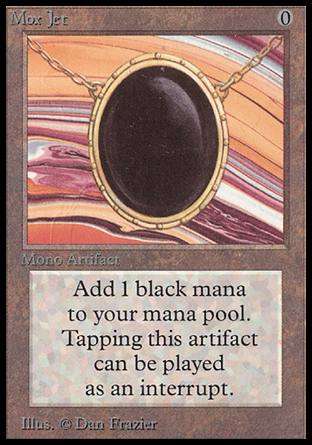 Mox Jet 0
Mono Artifact
Add 1 black mana
to your mana pool.
Tapping this artifact
can be played
as an interrupt.
Illus. © Dan Frazier